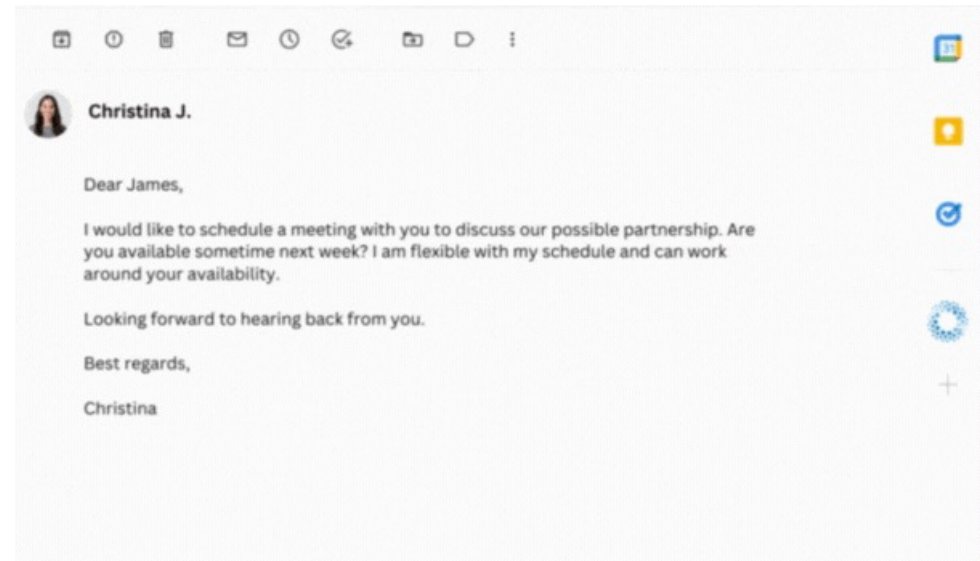 31
Christina J.
Dear James,
I would like to schedule a meeting with you to discuss our possible partnership. Are
you available sometime next week? I am flexible with my schedule and can work
around your availability.
Looking forward to hearing back from you.
Best regards,
Christina